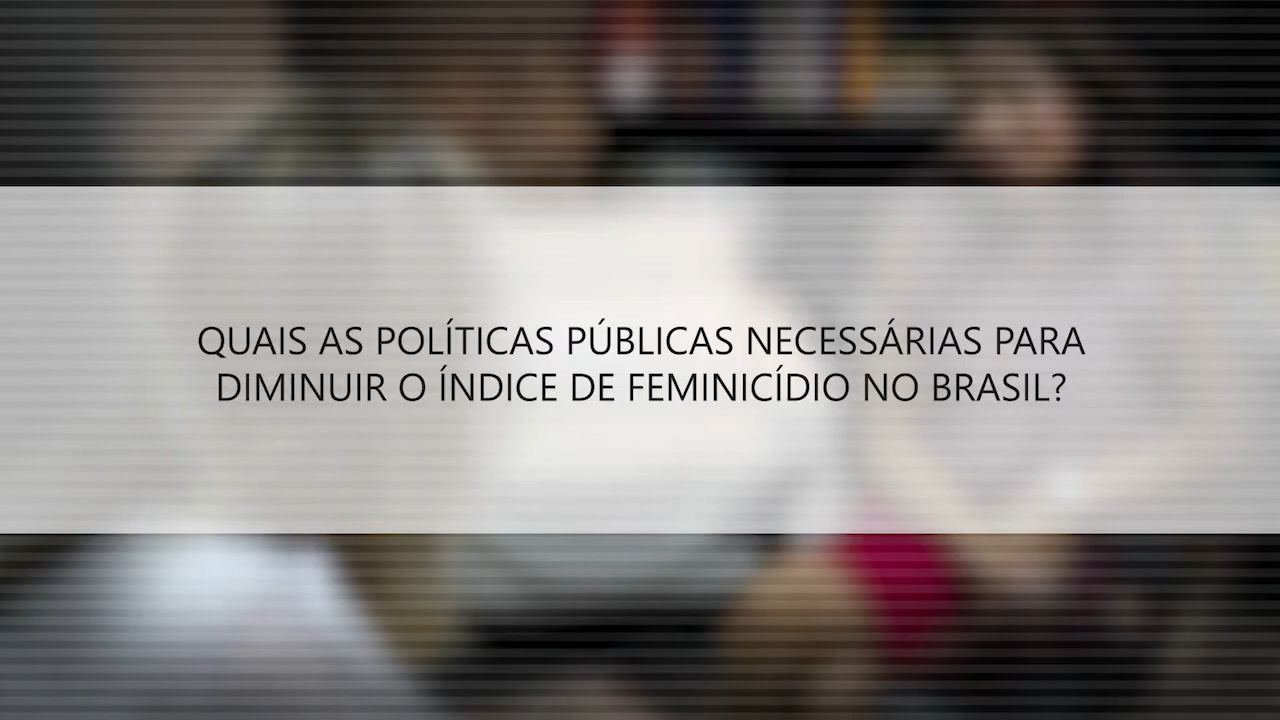 QUAIS AS POLÍTICAS PÚBLICAS NECESSÁRIAS PARA
DIMINUIR O ÍNDICE DE FEMINICÍDIO NO BRASIL?